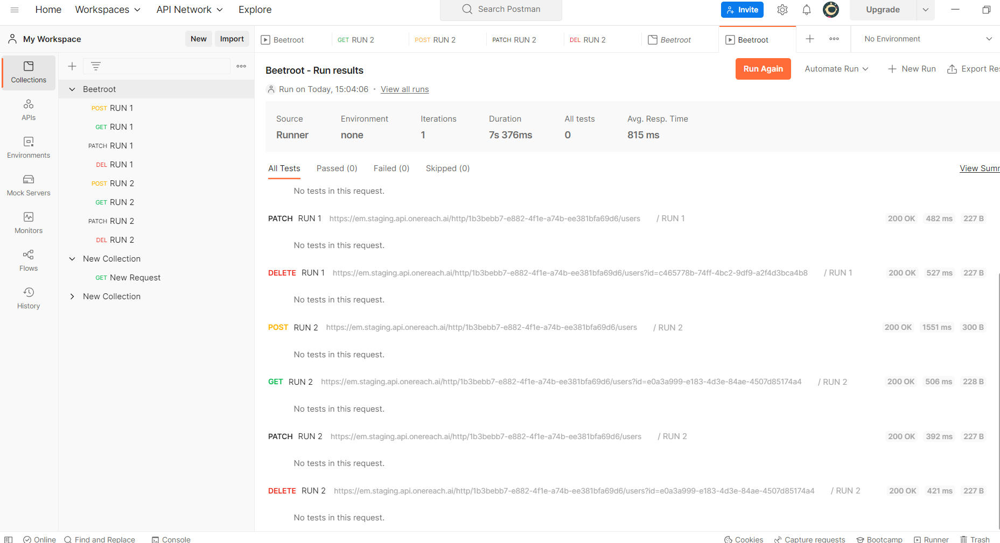 Home
Workspaces
API Network
Explore
Search Postman
Invite
Upgrade
My Workspace
New
Import
Beetroot
GET RUN 2
POST RUN 2
PATCH RUN 2
DEL RUN 2
Beetroot
Beetroot
No Environment
Collections
APIs
Environments
Mock Servers
Monitors
Flows
History
Beetroot
POST RUN 1
GET RUN 1
PATCH RUN 1
DEL RUN 1
POST RUN 2
GET RUN 2
PATCH RUN 2
DEL RUN 2
New Collection
GET New Request
New Collection
Beetroot - Run results
Run Again
Automate Run
New Run
Export Res
Run on Today, 15:04:06 · View all runs
Source
Environment
Iterations
Duration
All tests
Avg. Resp. Time
Runner
none
1
7s 376ms
0
815 ms
All Tests
Passed (0)
Failed (0)
Skipped (0)
View Summ
No tests in this request.
PATCH RUN 1 https://em.staging.api.onereach.ai/http/1b3bebb7-e882-4f1e-a74b-ee381bfa69d6/users / RUN 1 200 OK 482 ms 227 B
No tests in this request.
DELETE RUN 1 https://em.staging.api.onereach.ai/http/1b3bebb7-e882-4f1e-a74b-ee381bfa69d6/users?id=c465778b-74ff-4bc2-9df9-a2f4d3bca4b8 / RUN 1 200 OK 527 ms 227 B
No tests in this request.
POST RUN 2 https://em.staging.api.onereach.ai/http/1b3bebb7-e882-4f1e-a74b-ee381bfa69d6/users / RUN 2 200 OK 1551 ms 300 B
No tests in this request.
GET RUN 2 https://em.staging.api.onereach.ai/http/1b3bebb7-e882-4f1e-a74b-ee381bfa69d6/users?id=e0a3a999-e183-4d3e-84ae-4507d85174a4 / RUN 2 200 OK 506 ms 228 B
No tests in this request.
PATCH RUN 2 https://em.staging.api.onereach.ai/http/1b3bebb7-e882-4f1e-a74b-ee381bfa69d6/users / RUN 2 200 OK 392 ms 227 B
No tests in this request.
DELETE RUN 2 https://em.staging.api.onereach.ai/http/1b3bebb7-e882-4f1e-a74b-ee381bfa69d6/users?id=e0a3a999-e183-4d3e-84ae-4507d85174a4 / RUN 2 200 OK 421 ms 227 B
No tests in this request.
Online
Find and Replace
Console
Cookies
Capture requests
Bootcamp
Runner
Trash